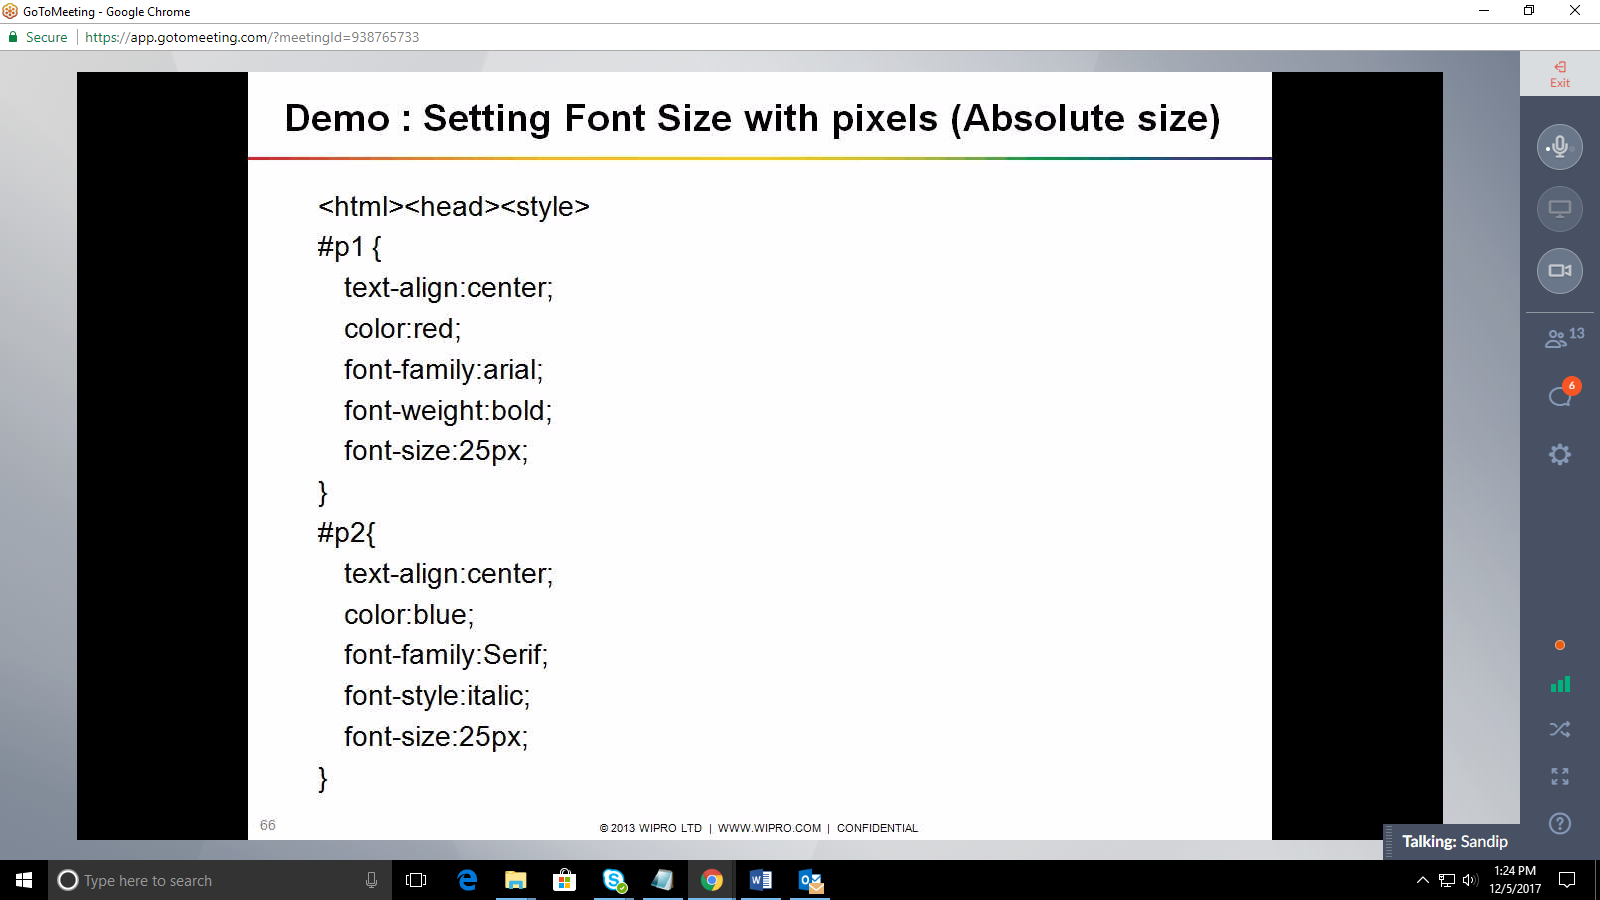 GoToMeeting - Google Chrome
Secure | https://app.gotomeeting.com/?meetingId=938765733
Exit
Demo : Setting Font Size with pixels (Absolute size)
<html><head><style>
#p1 {
text-align:center;
color:red;
font-family:arial;
font-weight:bold;
font-size:25px;
}
#p2{
text-align:center;
color:blue;
font-family:Serif;
font-style:italic;
font-size:25px;
}
13
6
66
© 2013 WIPRO LTD | WWW.WIPRO.COM | CONFIDENTIAL
Talking: Sandip
Type here to search
1:24 PM
12/5/2017